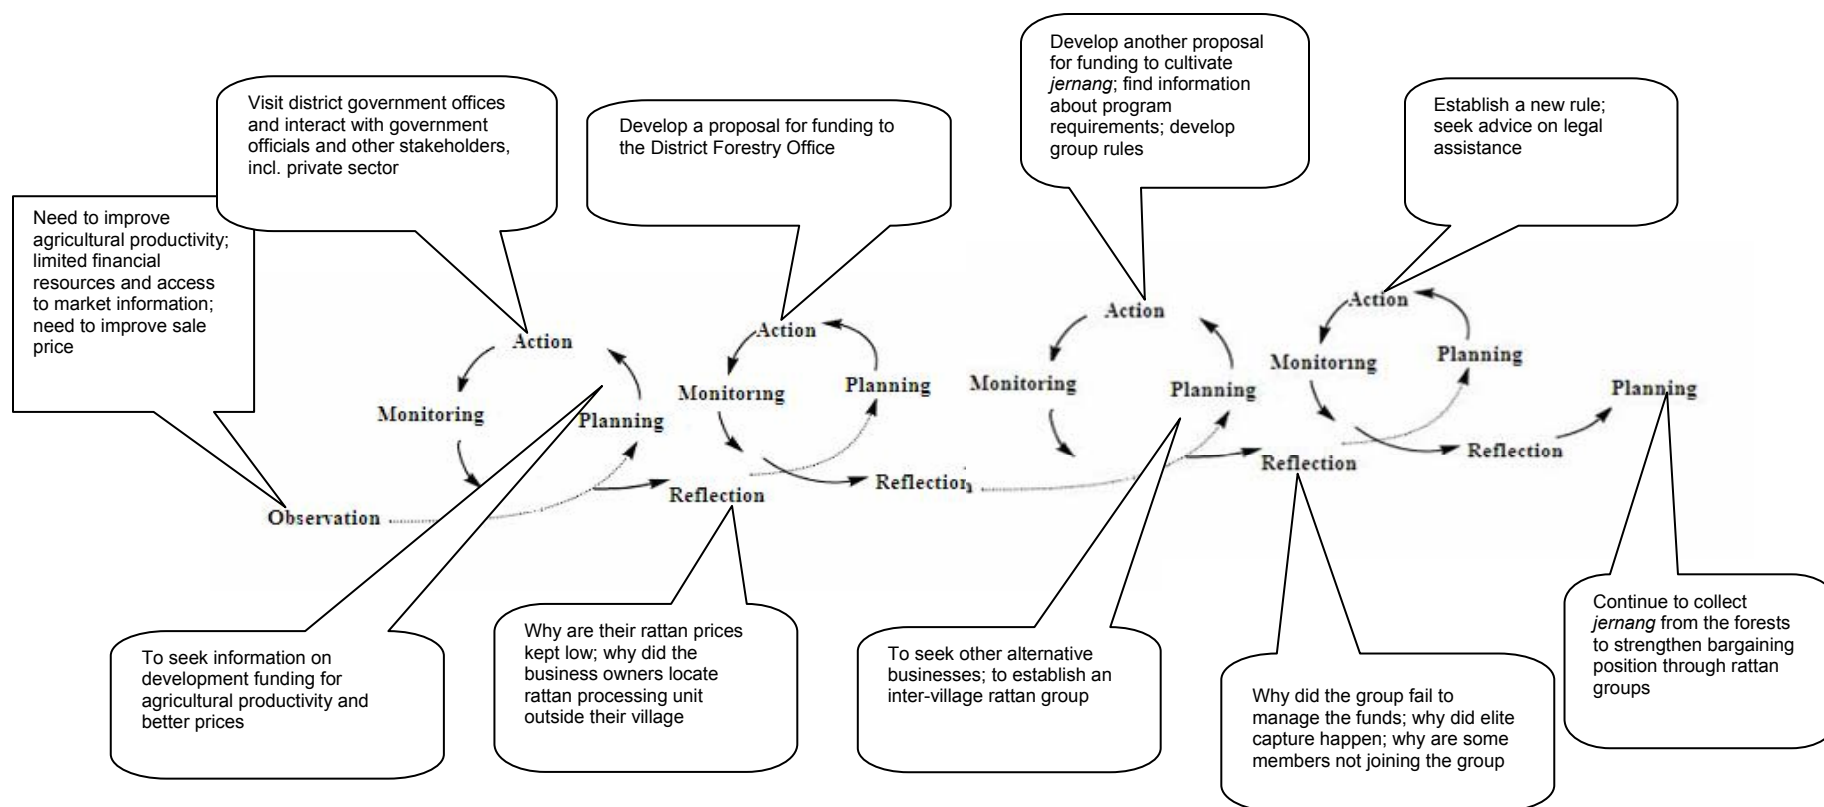 Develop another proposal
for funding to cultivate
jernang; find information
about program
requirements; develop
group rules
Visit district government offices
and interact with government
officials and other stakeholders,
incl. private sector
Develop a proposal for funding to
the District Forestry Office
Establish a new rule;
seek advice on legal
assistance
Need to improve
agricultural productivity;
limited financial
resources and access
to market information;
need to improve sale
price
Action
Monitoring
Planning
Observation
Action
Monitoring
Planning
Reflection
Reflection
Action
Monitoring
Planning
Reflection
Action
Monitoring
Planning
Reflection
Planning
To seek information on
development funding for
agricultural productivity and
better prices
Why are their rattan prices
kept low; why did the
business owners locate
rattan processing unit
outside their village
To seek other alternative
businesses; to establish an
inter-village rattan group
Why did the group fail to
manage the funds; why did elite
capture happen; why are some
members not joining the group
Continue to collect
jernang from the forests
to strengthen bargaining
position through rattan
groups